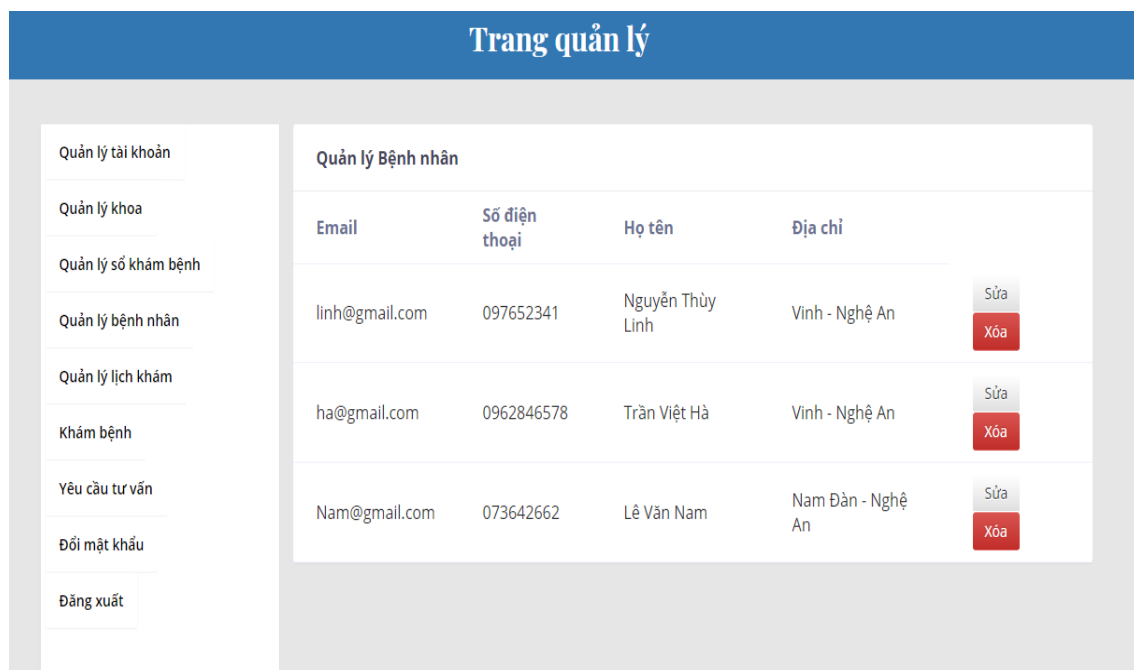 Trang quản lý
Quản lý tài khoản
Quản lý khoa
Quản lý sổ khám bệnh
Quản lý bệnh nhân
Quản lý lịch khám
Khám bệnh
Yêu cầu tư vấn
Đổi mật khẩu
Đăng xuất
Quản lý Bệnh nhân
Email
Số điện
thoại
Họ tên
Địa chỉ
linh@gmail.com
097652341
Nguyễn Thùy
Linh
Vinh - Nghệ An
Sửa
Xóa
ha@gmail.com
0962846578
Trần Việt Hà
Vinh - Nghệ An
Sửa
Xóa
Nam@gmail.com
073642662
Lê Văn Nam
Nam Đàn - Nghệ
An
Sửa
Xóa